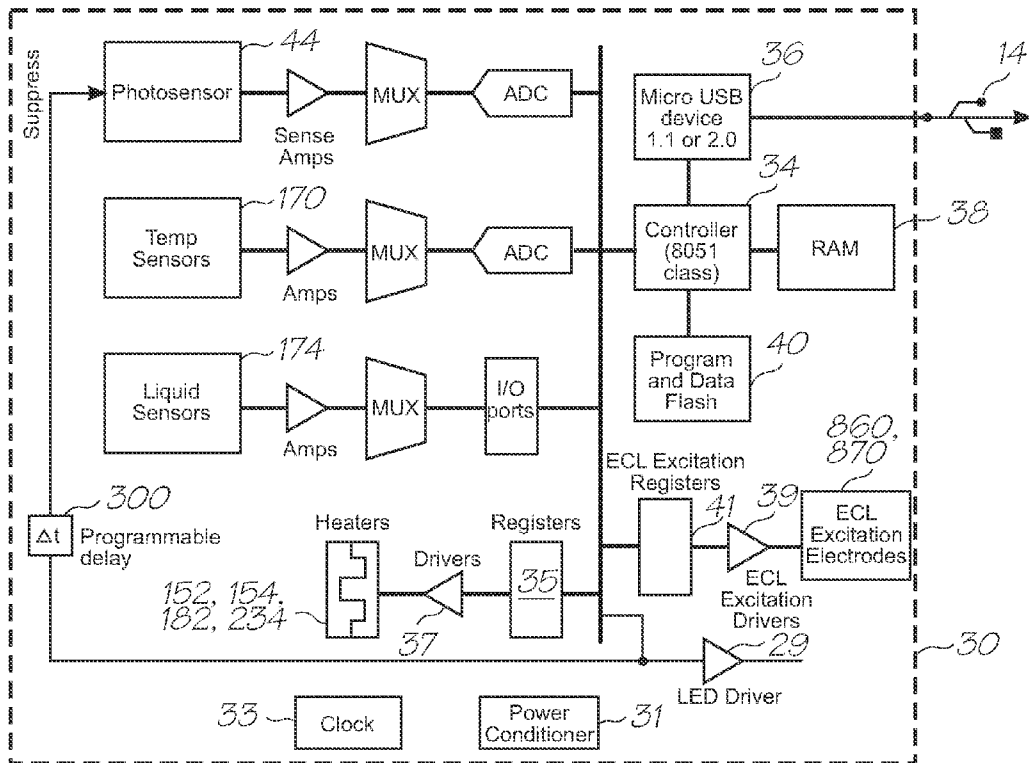 44
Photosensor
Suppress
Sense
Amps
MUX
ADC
36
Micro USB
device
1.1 or 2.0
14
170
Temp
Sensors
Amps
MUX
ADC
34
Controller
(8051
class)
38
RAM
174
Liquid
Sensors
Amps
MUX
I/O
ports
40
Program
and Data
Flash
300
Δt
Programmable
delay
Heaters
152, 154,
182, 234
Drivers
37
Registers
35
ECL Excitation
Registers
41
39
ECL
Excitation
Drivers
860,
870
ECL
Excitation
Electrodes
29
LED Driver
30
33
Clock
Power
Conditioner
31